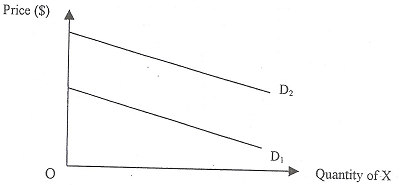 Price ($)
D₂
D₁
O
Quantity of X